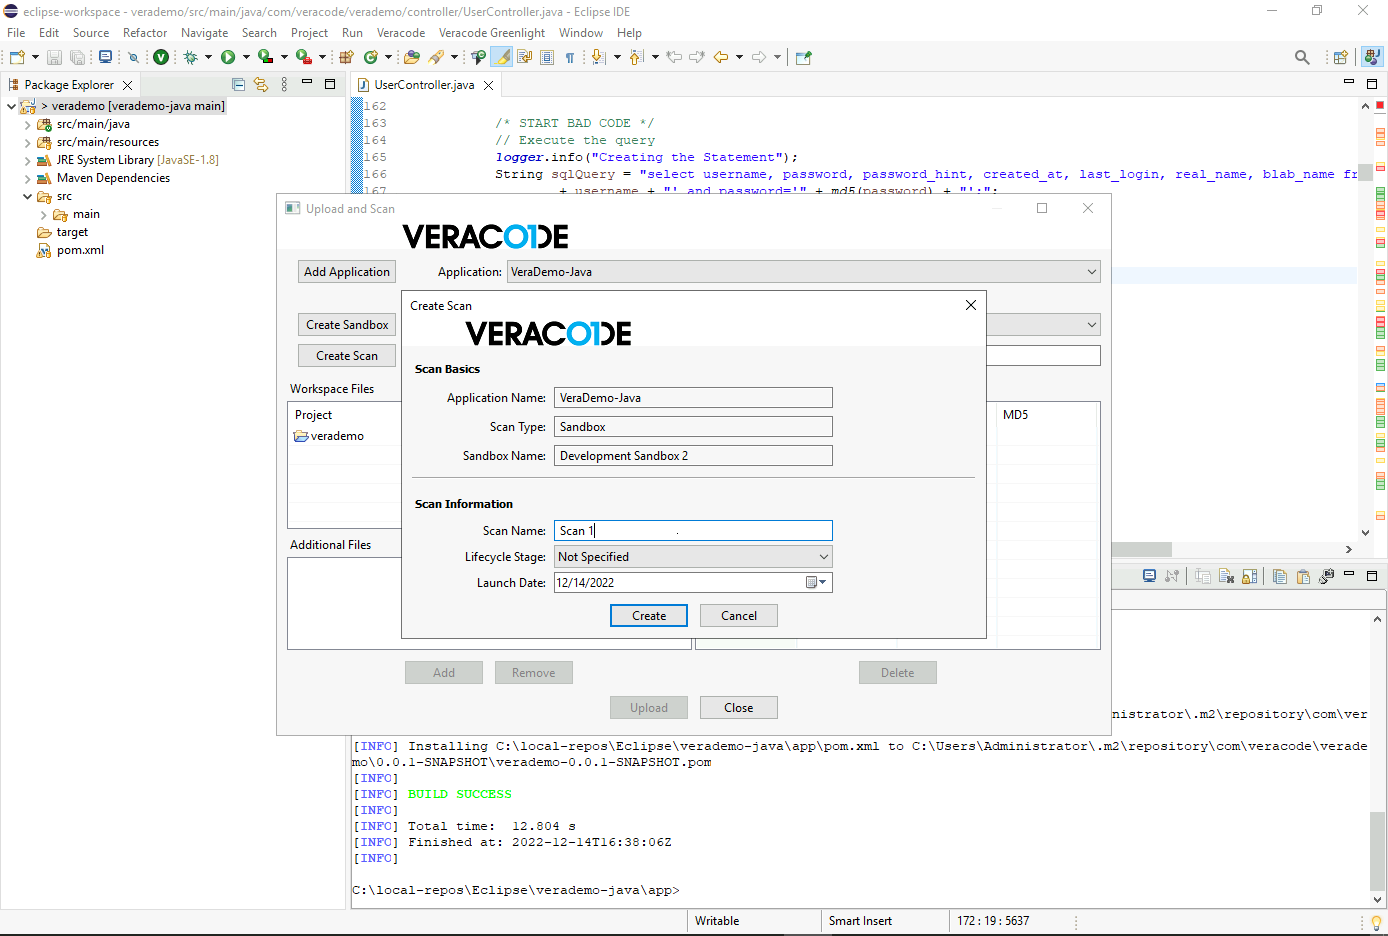 eclipse-workspace - verademo/src/main/java/com/veracode/verademo/controller/UserController.java - Eclipse IDE
File Edit Source Refactor Navigate Search Project Run Veracode Veracode Greenlight Window Help
Package Explorer
UserController.java
> verademo [verademo-java main]
src/main/java
src/main/resources
JRE System Library [JavaSE-1.8]
Maven Dependencies
src
main
target
pom.xml
162
163 /* START BAD CODE */
164 // Execute the query
165 logger.info("Creating the Statement");
166 String sqlQuery = "select username, password, password_hint, created_at, last_login, real_name, blab_name fr
167 + username + "' and password='" + md5(password) + "';";
Upload and Scan
VERACODE
Add Application Application: VeraDemo-Java
Create Sandbox
Create Scan
Workspace Files
Project
verademo
MD5
Additional Files
Create Scan
VERACODE
Scan Basics
Application Name: VeraDemo-Java
Scan Type: Sandbox
Sandbox Name: Development Sandbox 2
Scan Information
Scan Name: Scan 1
Lifecycle Stage: Not Specified
Launch Date: 12/14/2022
Create Cancel
Add Remove Delete
Upload Close
nistrator\.m2\repository\com\ver
[INFO] Installing C:\local-repos\Eclipse\verademo-java\app\pom.xml to C:\Users\Administrator\.m2\repository\com\veracode\verade
mo\0.0.1-SNAPSHOT\verademo-0.0.1-SNAPSHOT.pom
[INFO]
[INFO] BUILD SUCCESS
[INFO]
[INFO] Total time: 12.804 s
[INFO] Finished at: 2022-12-14T16:38:06Z
[INFO]
C:\local-repos\Eclipse\verademo-java\app>
Writable Smart Insert 172 : 19 : 5637